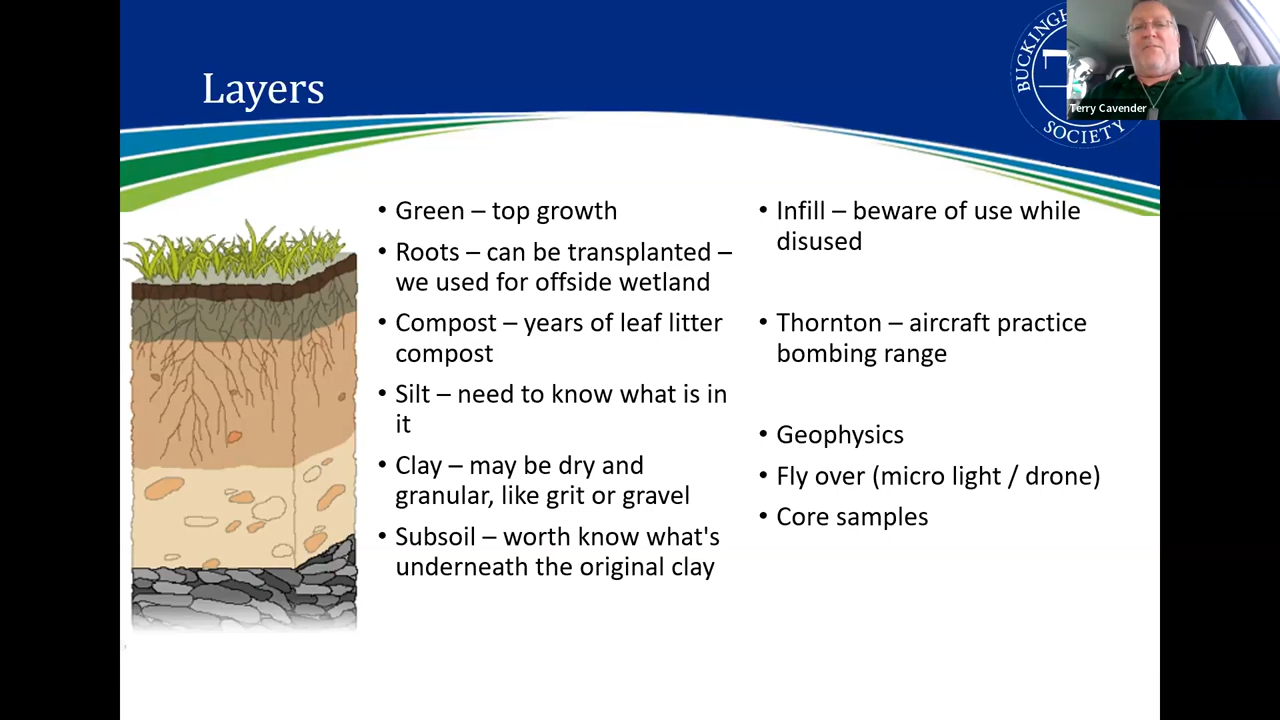 Layers
BUCKINGH
SOCIETY
Terry Cavender
• Green – top growth
• Roots – can be transplanted –
we used for offside wetland
• Compost – years of leaf litter
compost
• Silt – need to know what is in
it
• Clay – may be dry and
granular, like grit or gravel
• Subsoil – worth know what's
underneath the original clay
• Infill – beware of use while
disused
• Thornton – aircraft practice
bombing range
• Geophysics
• Fly over (micro light / drone)
• Core samples